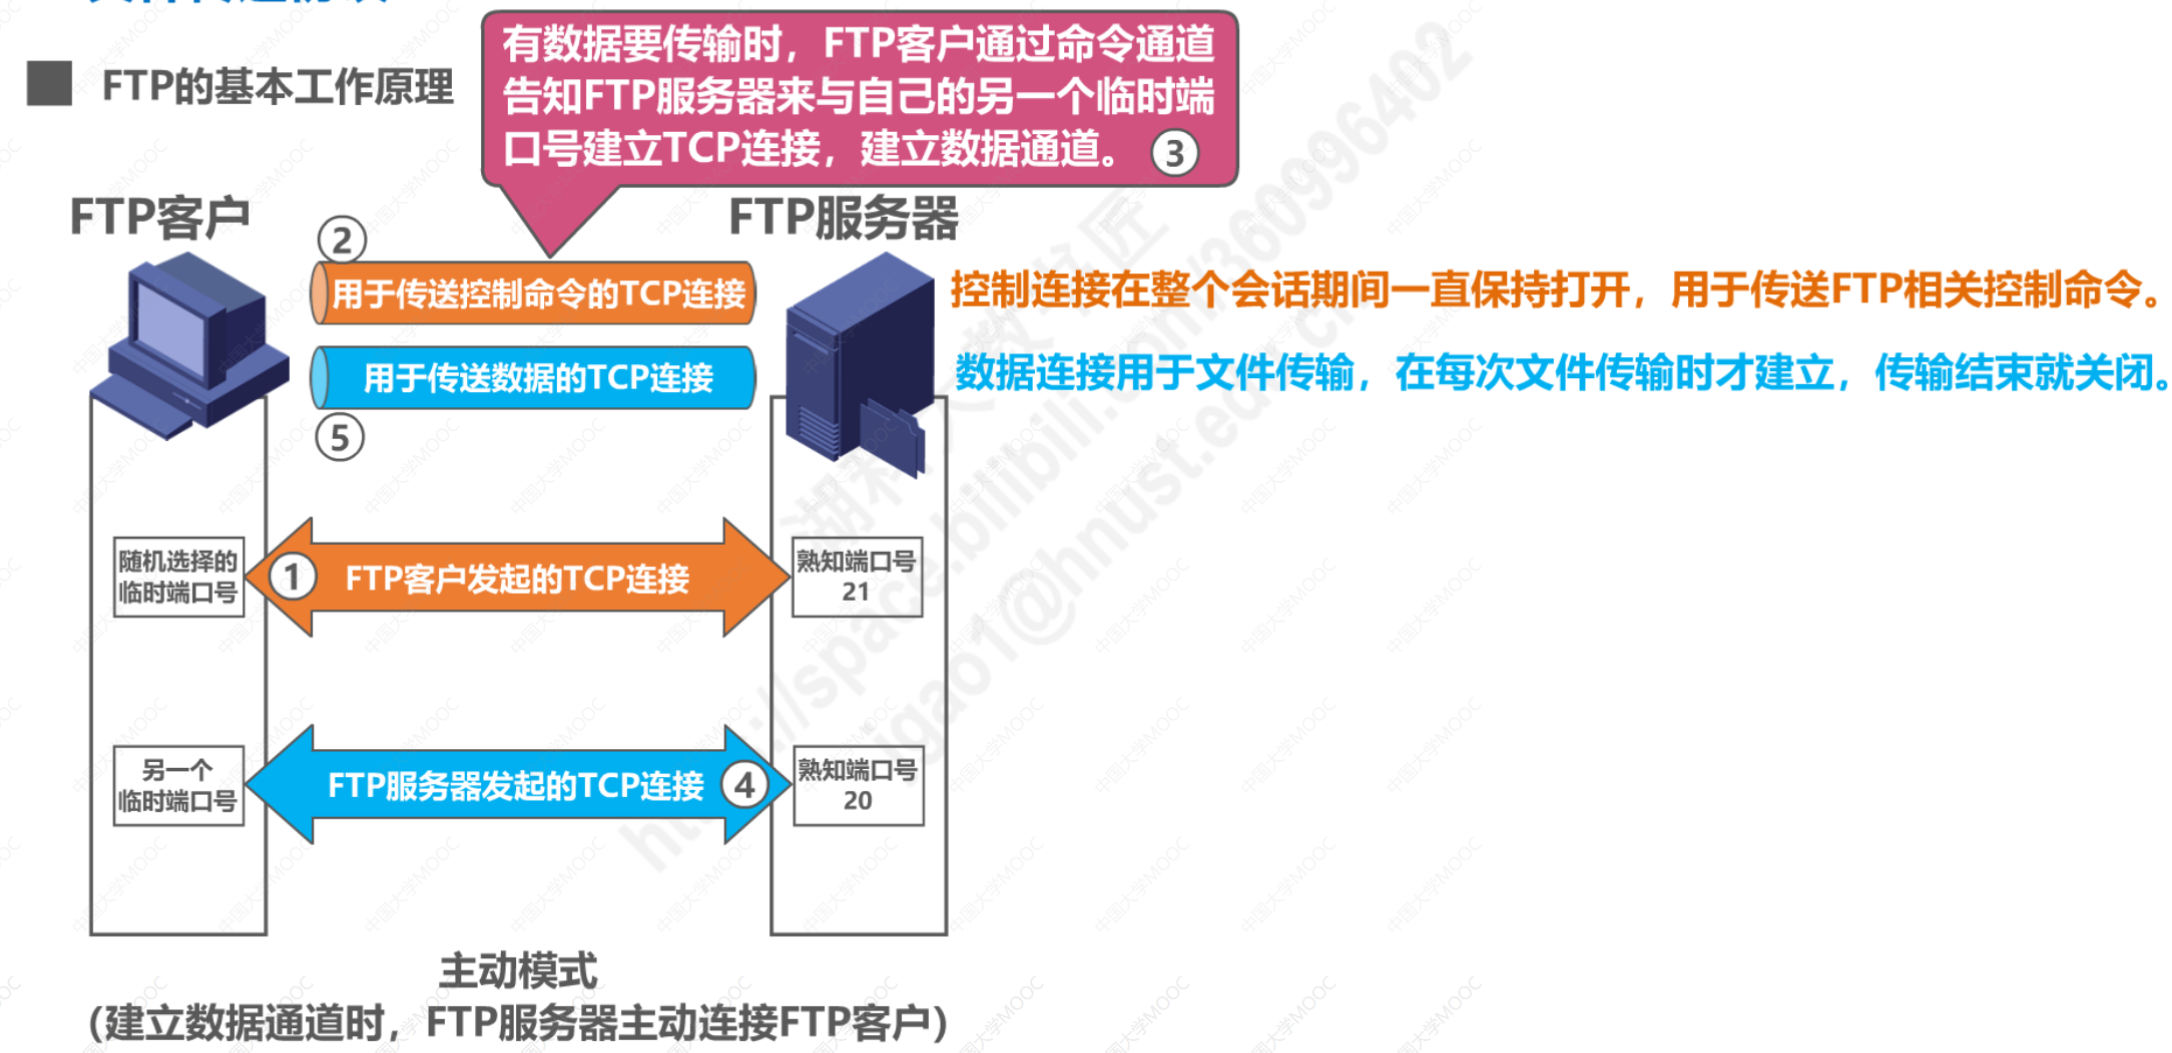 有数据要传输时，FTP客户通过命令通道
告知FTP服务器来与自己的另一个临时端
口号建立TCP连接，建立数据通道。 ③
FTP的基本工作原理
FTP客户
FTP服务器
②
用于传送控制命令的TCP连接
控制连接在整个会话期间一直保持打开，用于传送FTP相关控制命令。
用于传送数据的TCP连接
数据连接用于文件传输，在每次文件传输时才建立，传输结束就关闭。
⑤
随机选择的
临时端口号
① FTP客户发起的TCP连接
熟知端口号
21
另一个
临时端口号
FTP服务器发起的TCP连接 ④
熟知端口号
20
主动模式
(建立数据通道时，FTP服务器主动连接FTP客户)
中国大学MOOC